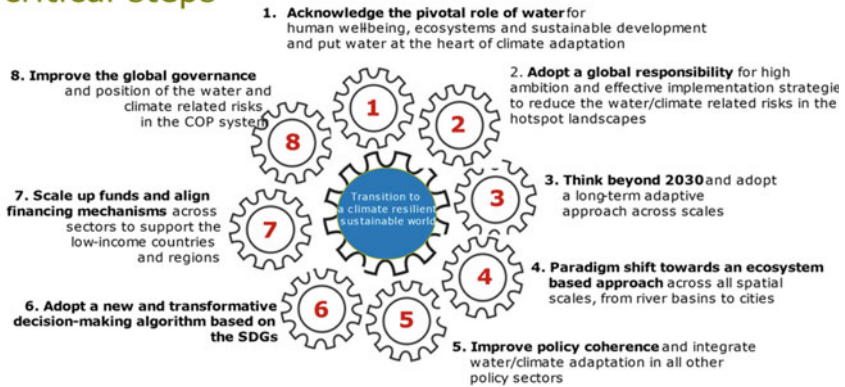 critical steps
1. Acknowledge the pivotal role of water for
human wellbeing, ecosystems and sustainable development
and put water at the heart of climate adaptation
2. Adopt a global responsibility for high
ambition and effective implementation strategie
to reduce the water/climate related risks in the
hotspot landscapes
3. Think beyond 2030 and adopt
a long-term adaptive
approach across scales
4. Paradigm shift towards an ecosystem
based approach across all spatial
scales, from river basins to cities
5. Improve policy coherence and integrate
water/climate adaptation in all other
policy sectors
6. Adopt a new and transformative
decision-making algorithm based on
the SDGs
7. Scale up funds and align
financing mechanisms across
sectors to support the
low-income countries
and regions
8. Improve the global governance
and position of the water and
climate related risks
in the COP system
1
2
3
4
5
6
7
8
Transition to
a climate resilient
sustainable world